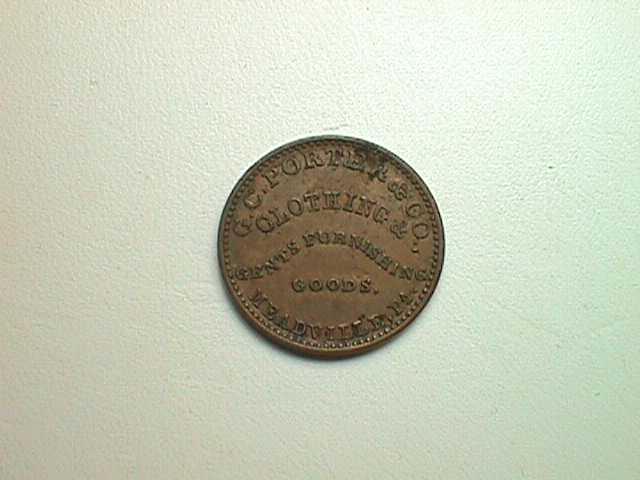 G.C. PORTER & CO.
CLOTHING &
GENTS FURNISHING
GOODS.
MEADVILLE, PA.